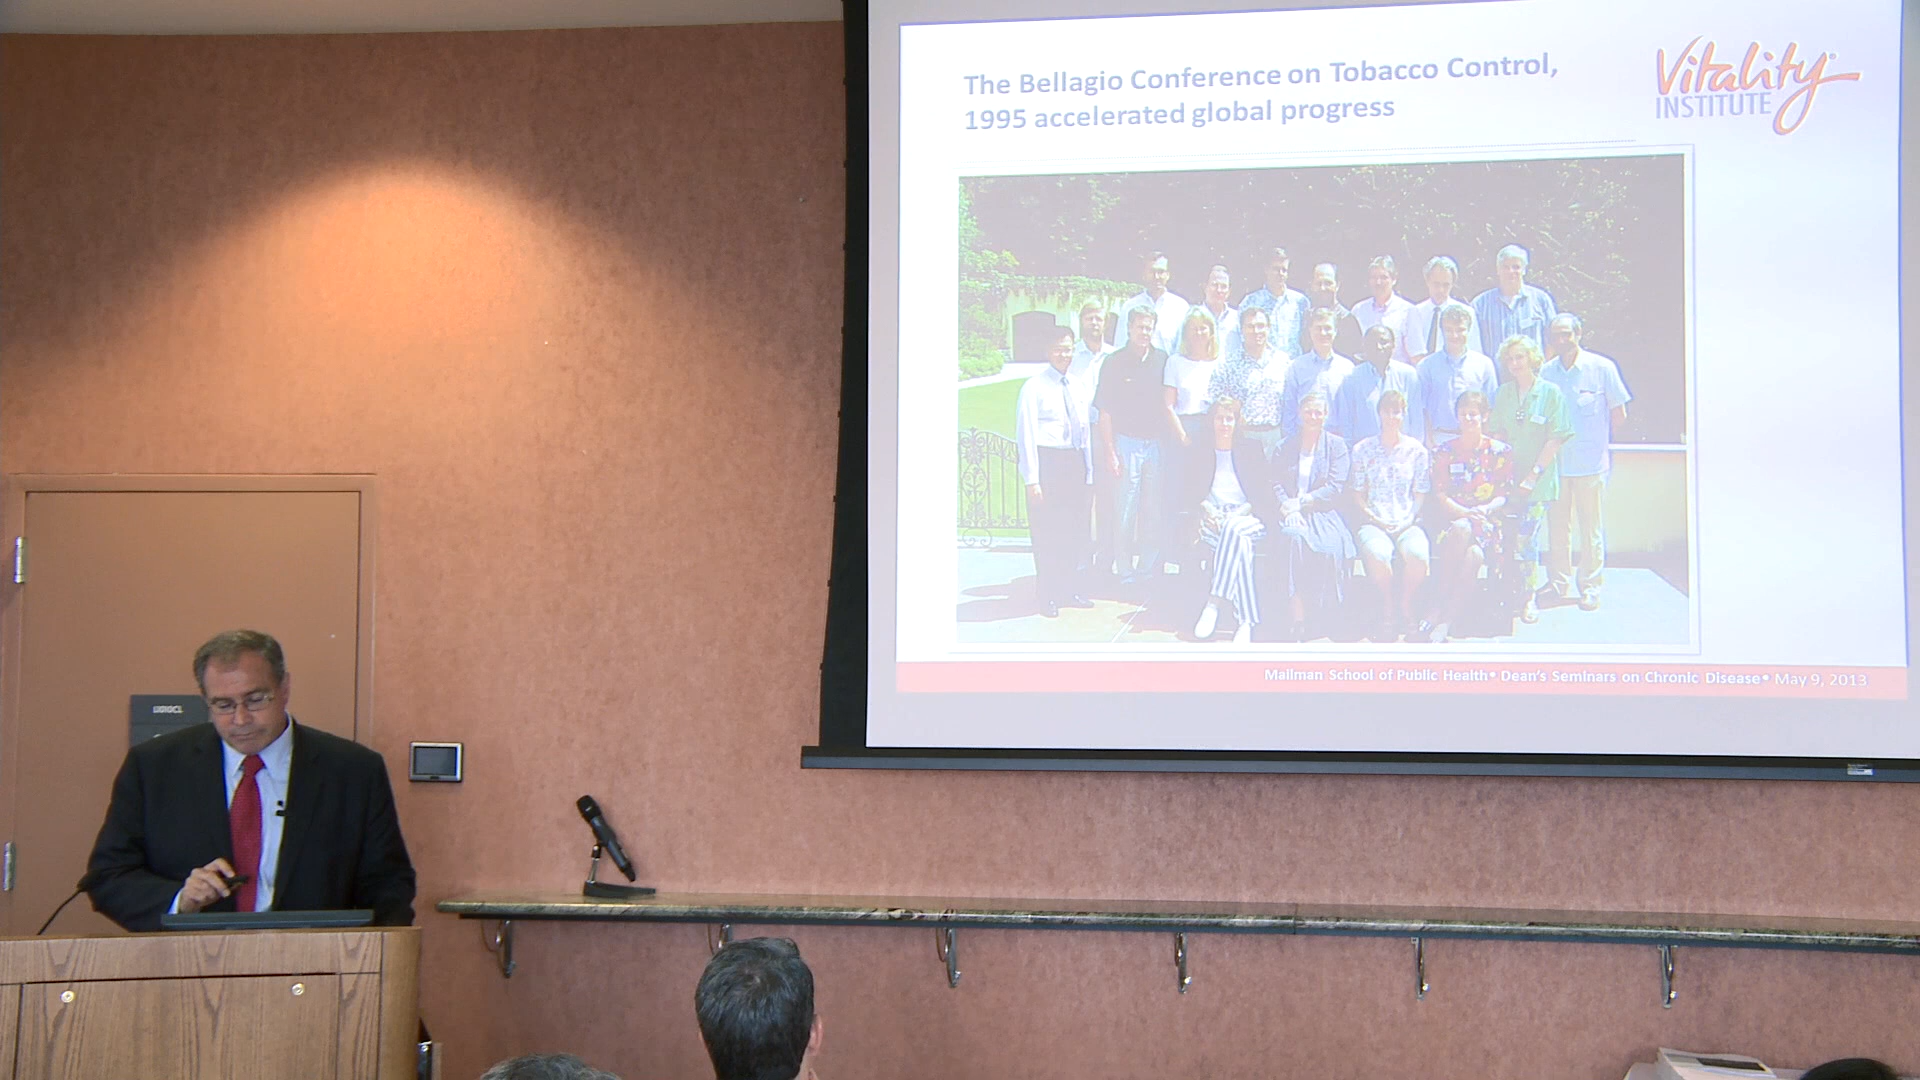 The Bellagio Conference on Tobacco Control,
1995 accelerated global progress
Vitality
INSTITUTE
Mailman School of Public Health• Dean's Seminars on Chronic Disease• May 9, 2013